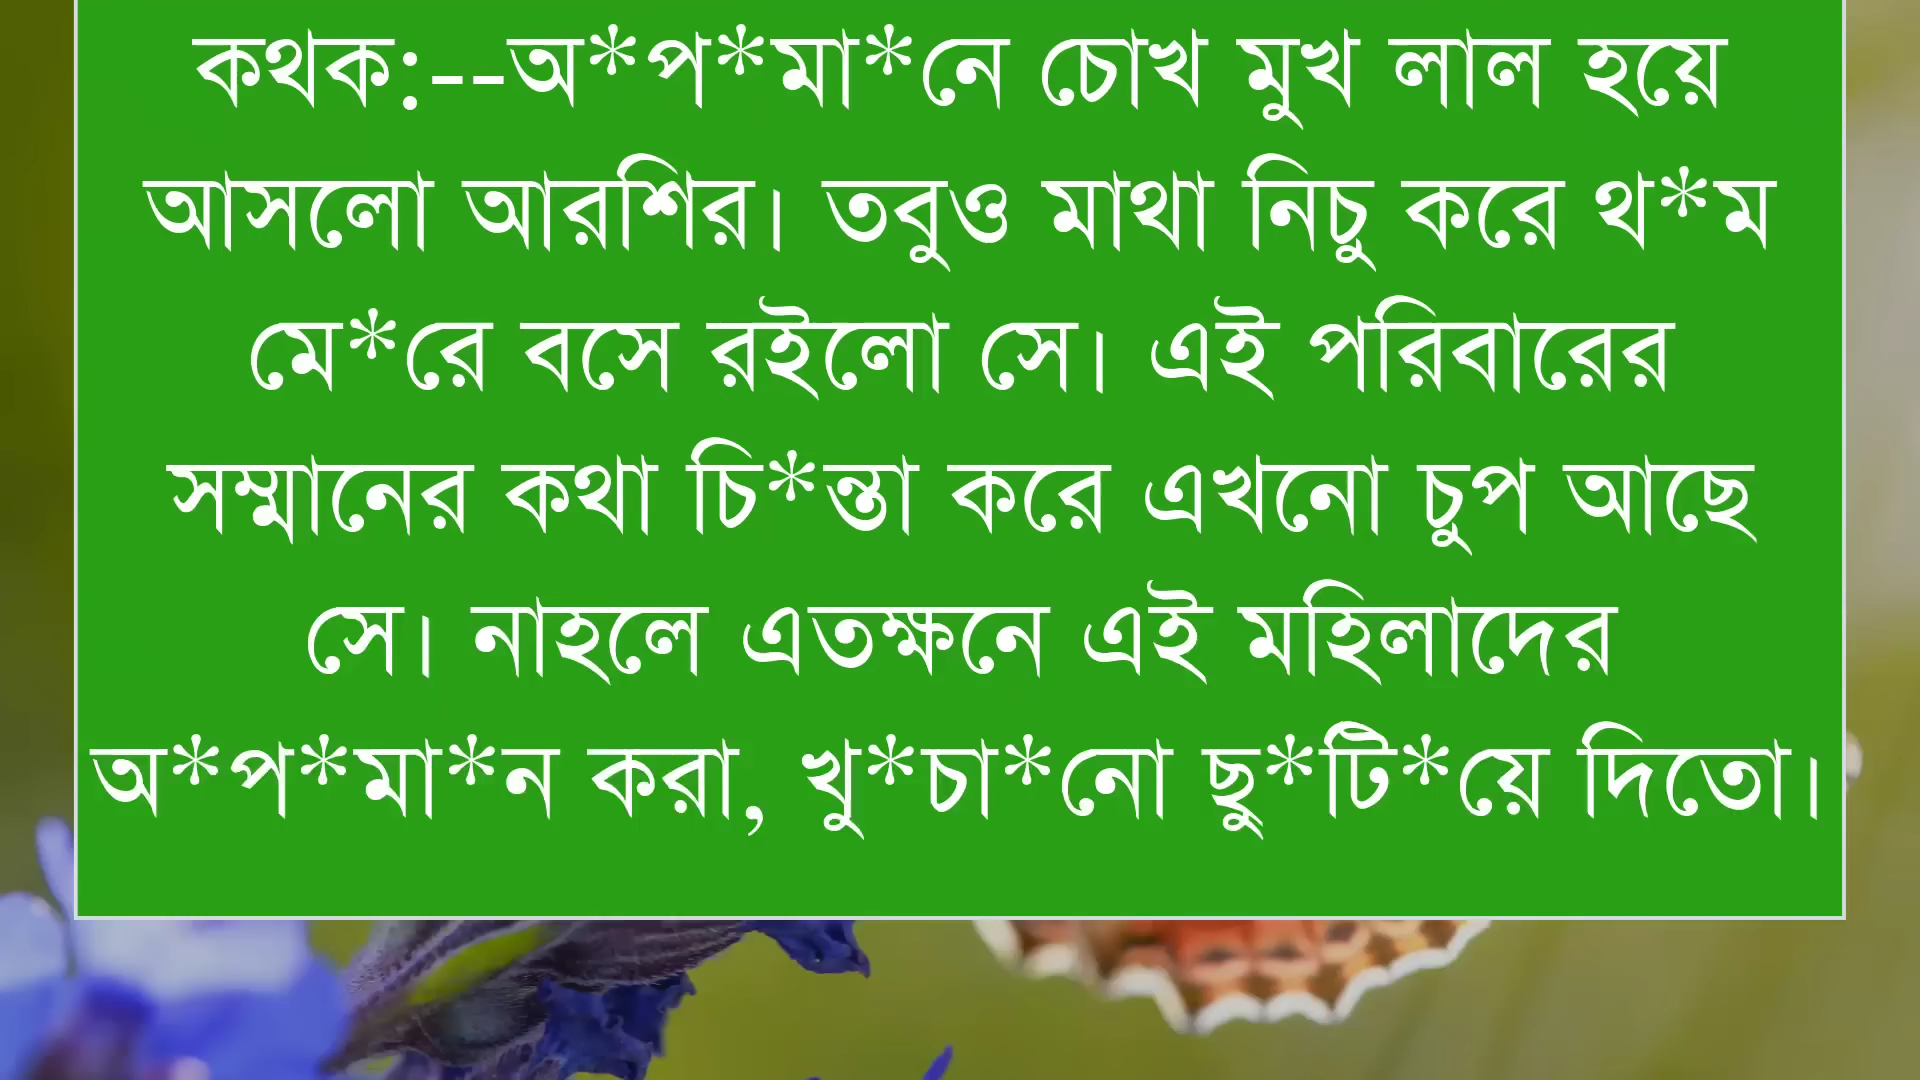 কথক:--অ*প*মা*নে চোখ মুখ লাল হয়ে
আসলো আরশির। তবুও মাথা নিচু করে থ*ম
মে*রে বসে রইলো সে। এই পরিবারের
সম্মানের কথা চি*ন্তা করে এখনো চুপ আছে
সে। নাহলে এতক্ষনে এই মহিলাদের
অ*প*মা*ন করা, খু*চা*নো ছু*টি*য়ে দিতো।